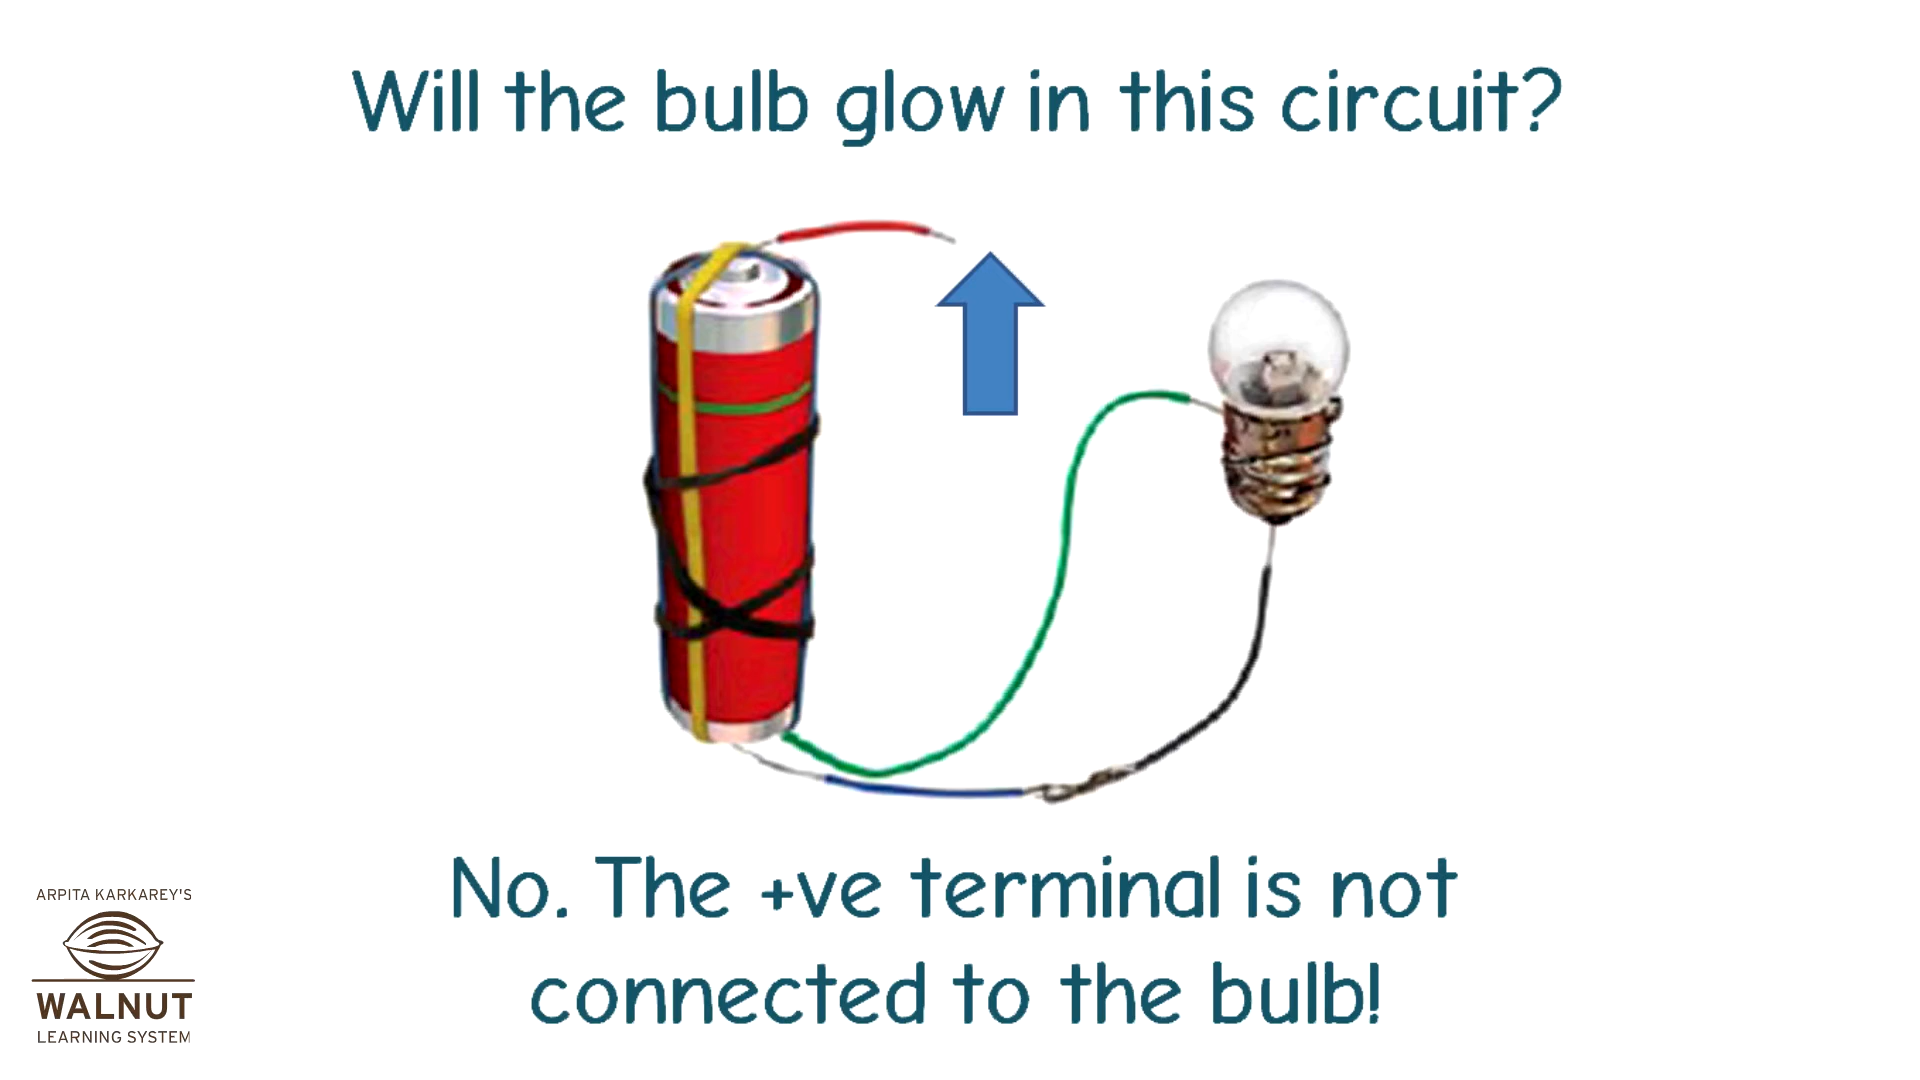 Will the bulb glow in this circuit?
No. The +ve terminal is not
connected to the bulb!
ARPITA KARKAREY'S
WALNUT
LEARNING SYSTEM